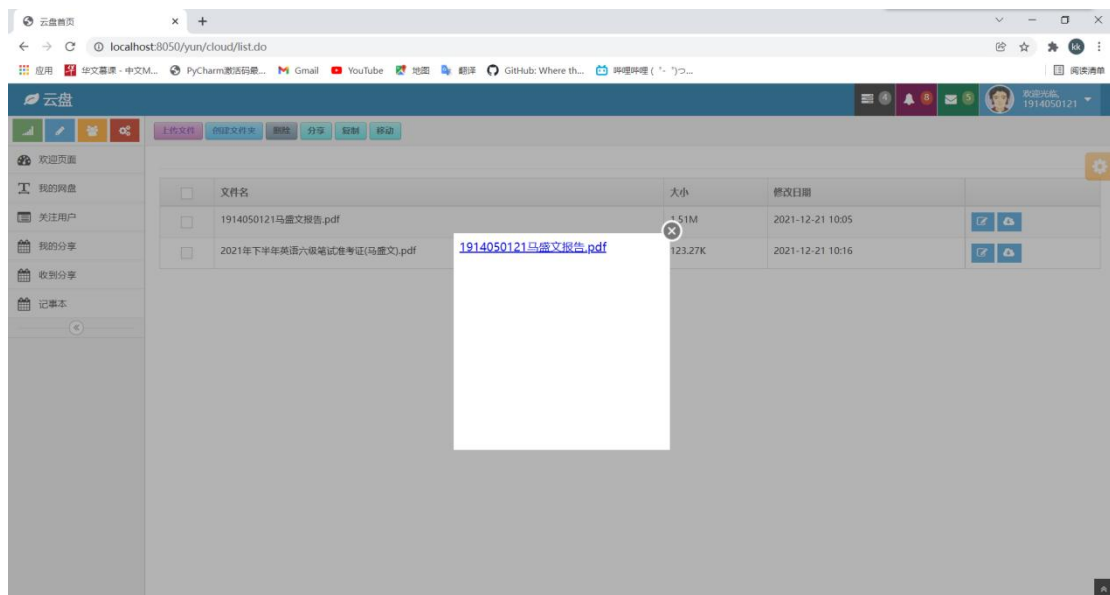 云盘首页
localhost:8050/yun/cloud/list.do
kk
应用 华文慕课 - 中文M... PyCharm激活码最... Gmail YouTube 地图 翻译 GitHub: Where th... 哔哩哔哩 ( ゜- ゜)つ... 阅读清单
云盘 4 8 5 欢迎光临,
1914050121
上传文件 创建文件夹 删除 分享 复制 移动
欢迎页面
我的网盘
关注用户
我的分享
收到分享
记事本
文件名 大小 修改日期
1914050121马盛文报告.pdf 1.51M 2021-12-21 10:05
2021年下半年英语六级笔试准考证(马盛文).pdf 123.27K 2021-12-21 10:16
1914050121马盛文报告.pdf